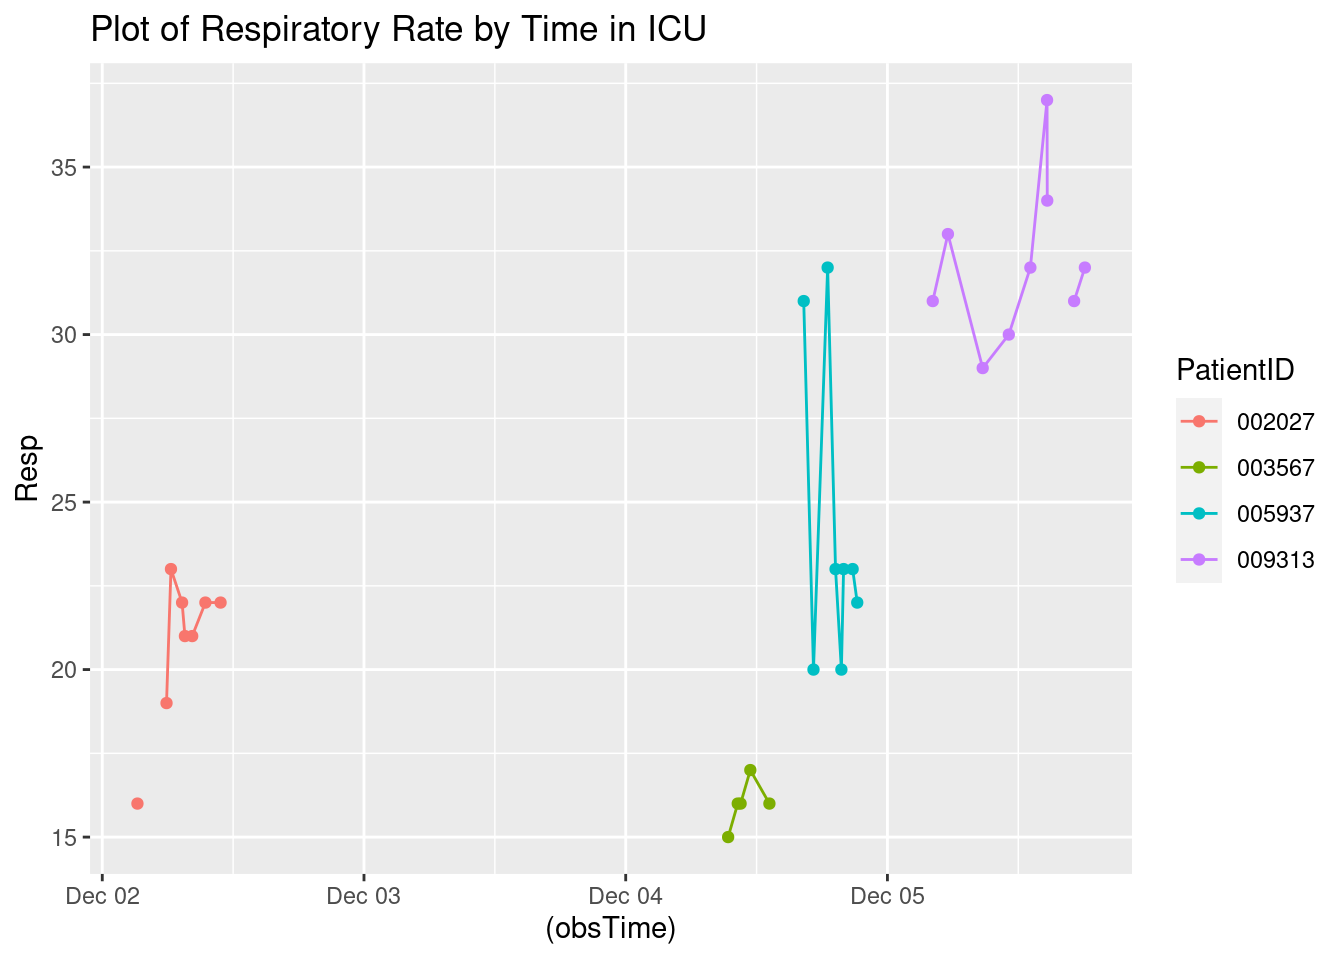 Plot of Respiratory Rate by Time in ICU
35
30
25
20
15
Resp
Dec 02
Dec 03
Dec 04
Dec 05
(obsTime)
PatientID
002027
003567
005937
009313